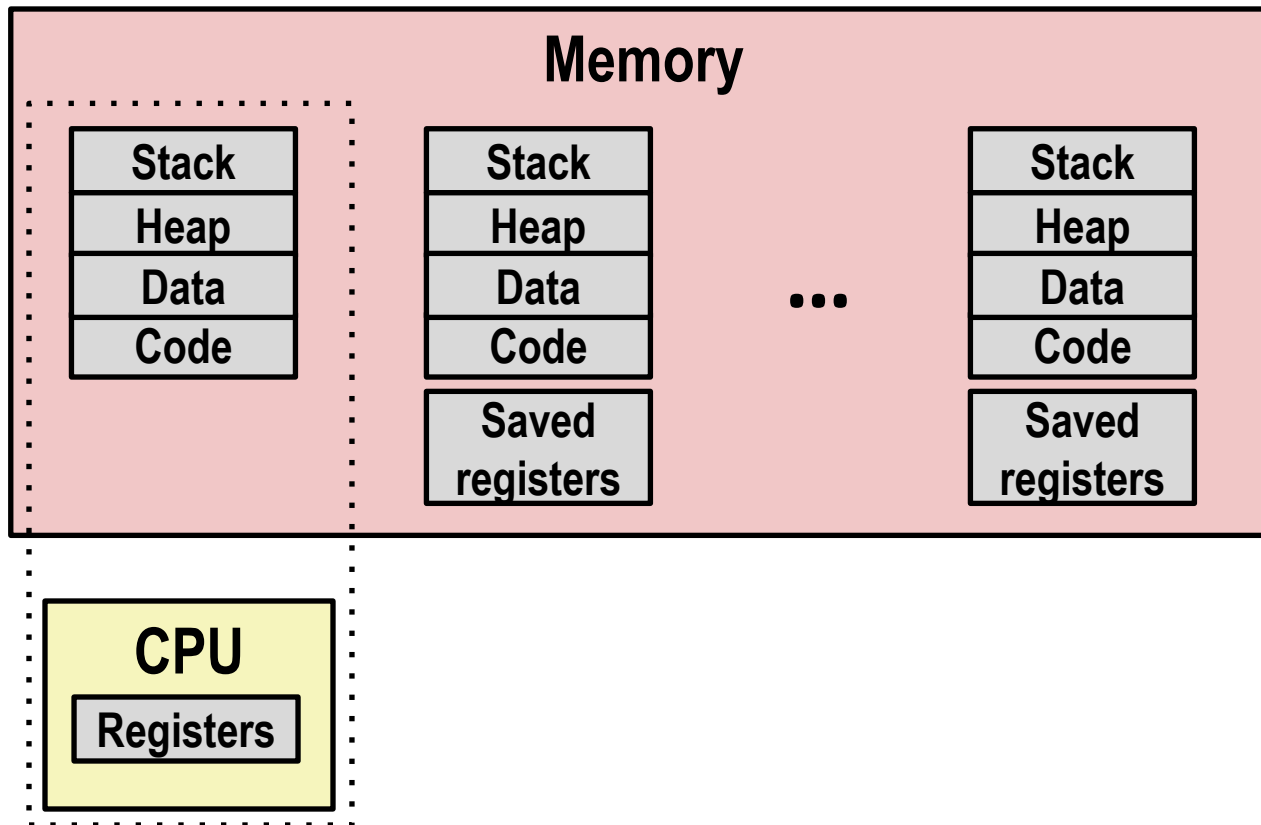 Memory
Stack
Heap
Data
Code
Stack
Heap
Data
Code
Saved
registers
...
Stack
Heap
Data
Code
Saved
registers
CPU
Registers